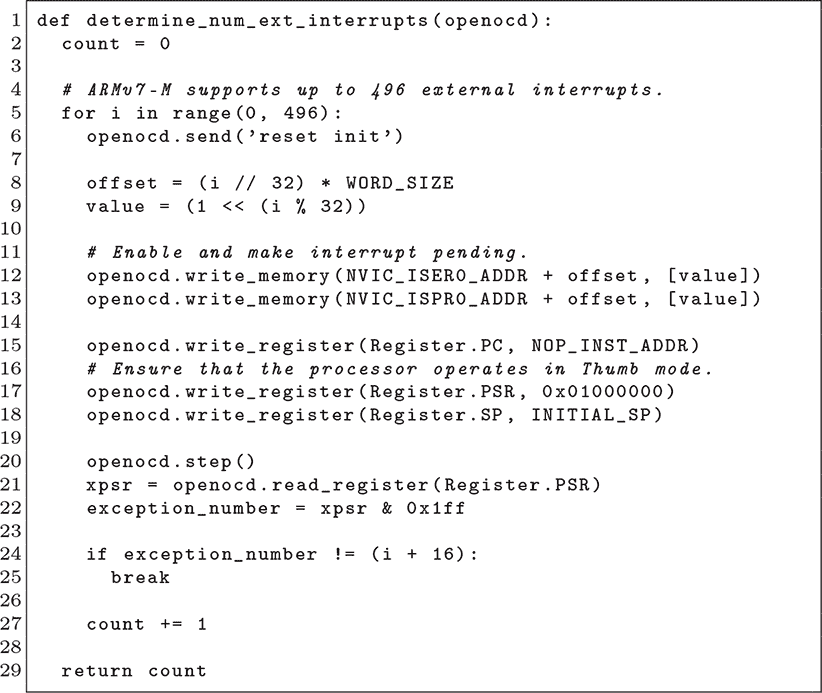 1 def determine_num_ext_interrupts(openocd):
2   count = 0
3
4   # ARMv7-M supports up to 496 external interrupts.
5   for i in range(0, 496):
6     openocd.send('reset init')
7
8     offset = (i // 32) * WORD_SIZE
9     value = (1 << (i % 32))
10
11     # Enable and make interrupt pending.
12     openocd.write_memory(NVIC_ISER0_ADDR + offset, [value])
13     openocd.write_memory(NVIC_ISPR0_ADDR + offset, [value])
14
15     openocd.write_register(Register.PC, NOP_INST_ADDR)
16     # Ensure that the processor operates in Thumb mode.
17     openocd.write_register(Register.PSR, 0x01000000)
18     openocd.write_register(Register.SP, INITIAL_SP)
19
20     openocd.step()
21     xpsr = openocd.read_register(Register.PSR)
22     exception_number = xpsr & 0x1ff
23
24     if exception_number != (i + 16):
25       break
26
27     count += 1
28
29   return count